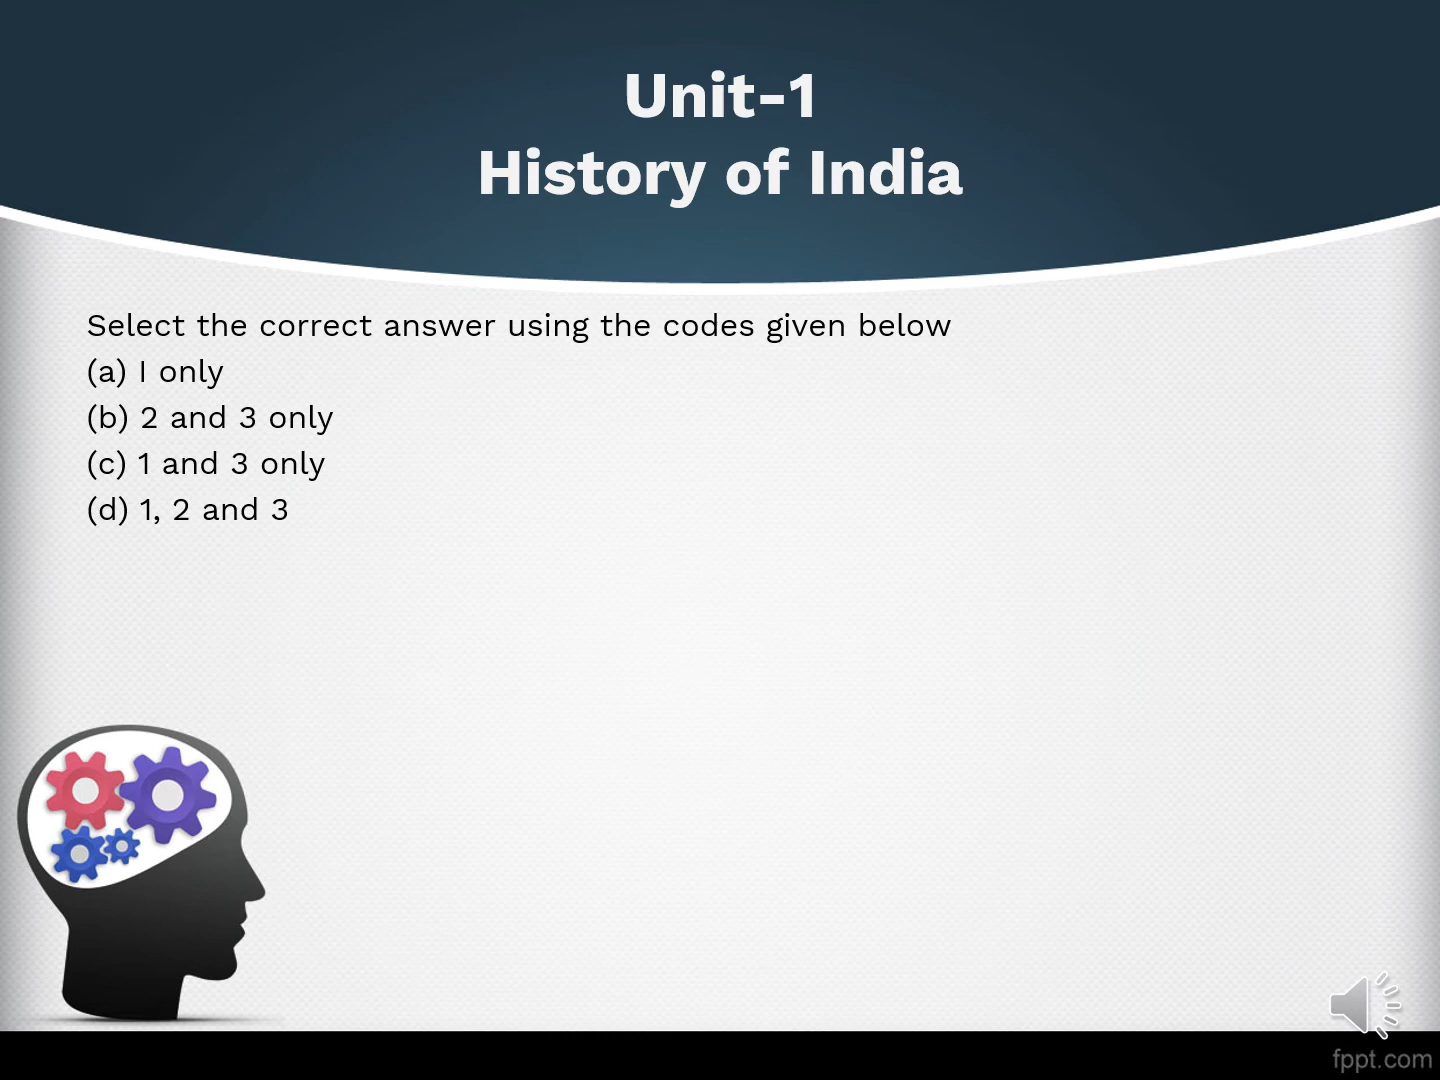 Unit-1
History of India
Select the correct answer using the codes given below
(a) I only
(b) 2 and 3 only
(c) 1 and 3 only
(d) 1, 2 and 3
fppt.com